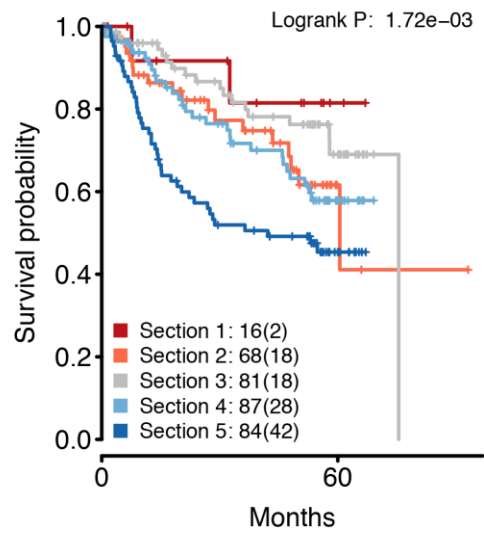 Logrank P: 1.72e−03
Survival probability
1.0
0.8
0.6
0.4
0.2
0.0
Section 1: 16(2)
Section 2: 68(18)
Section 3: 81(18)
Section 4: 87(28)
Section 5: 84(42)
0 60
Months